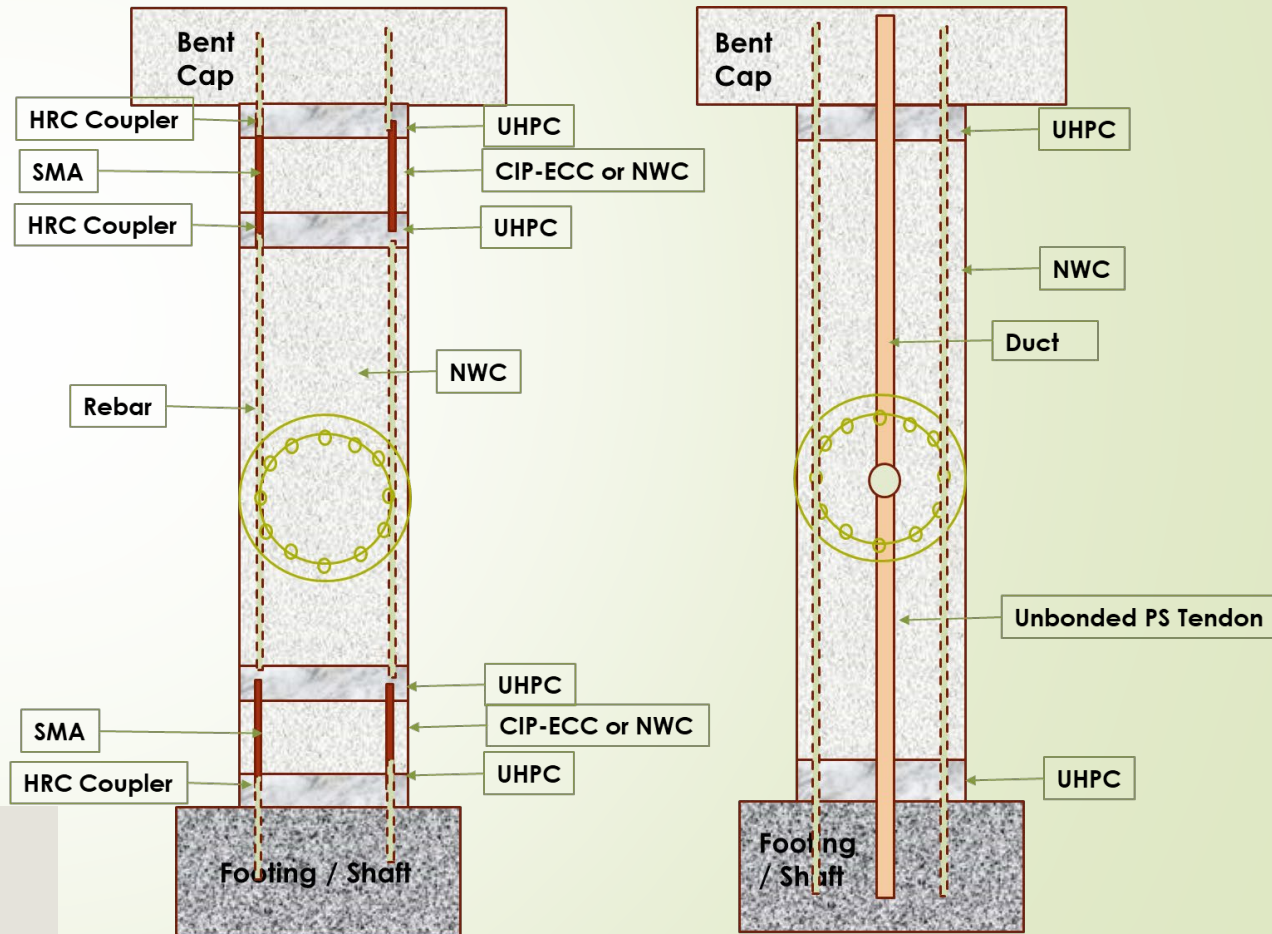 Bent
Cap
HRC Coupler
UHPC
SMA
CIP-ECC or NWC
HRC Coupler
UHPC
NWC
Rebar
UHPC
SMA
CIP-ECC or NWC
UHPC
HRC Coupler
Footing / Shaft
Bent
Cap
UHPC
NWC
Duct
Unbonded PS Tendon
UHPC
Footing
/ Shaft